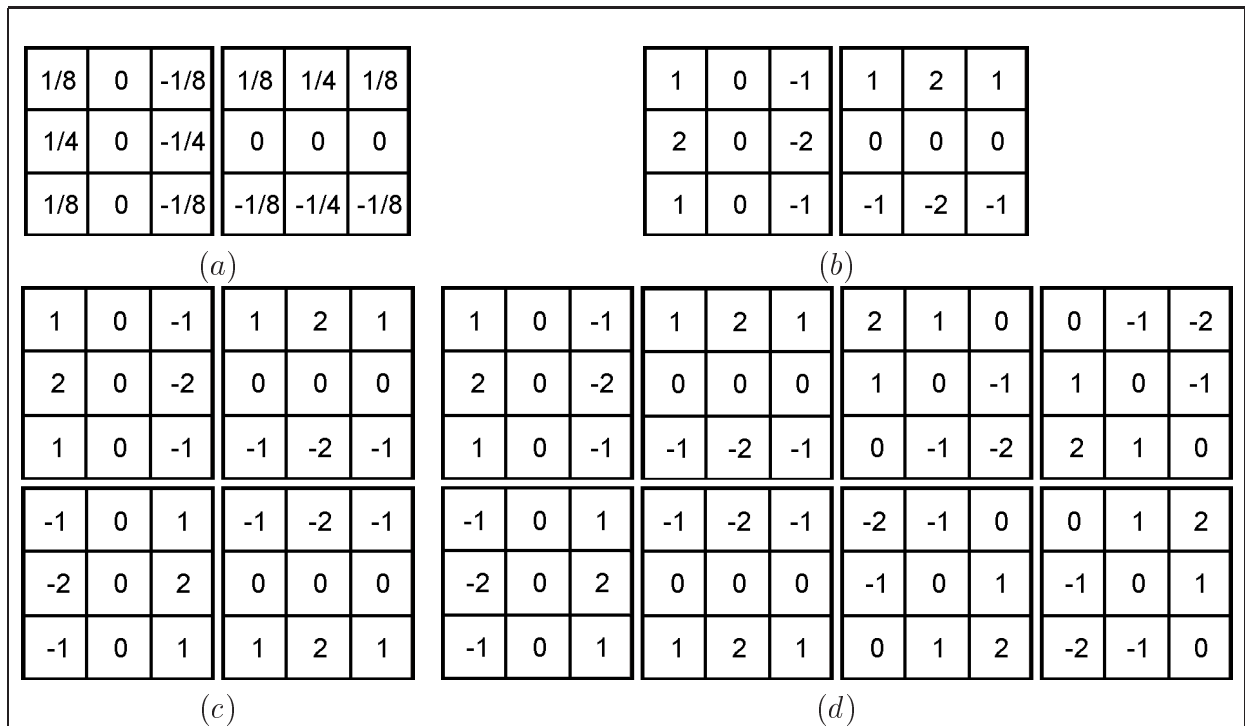 1/8 0 -1/8 1/8 1/4 1/8 1 0 -1 1 2 1
1/4 0 -1/4 0 0 0 2 0 -2 0 0 0
1/8 0 -1/8 -1/8 -1/4 -1/8 1 0 -1 -1 -2 -1
(a) (b)
1 0 -1 1 2 1 1 0 -1 1 2 1 2 1 0 0 -1 -2
2 0 -2 0 0 0 2 0 -2 0 0 0 1 0 -1 1 0 -1
1 0 -1 -1 -2 -1 1 0 -1 -1 -2 -1 0 -1 -2 2 1 0
-1 0 1 -1 -2 -1 -1 0 1 -1 -2 -1 -2 -1 0 0 1 2
-2 0 2 0 0 0 -2 0 2 0 0 0 -1 0 1 -1 0 1
-1 0 1 1 2 1 -1 0 1 1 2 1 0 1 2 -2 -1 0
(c) (d)